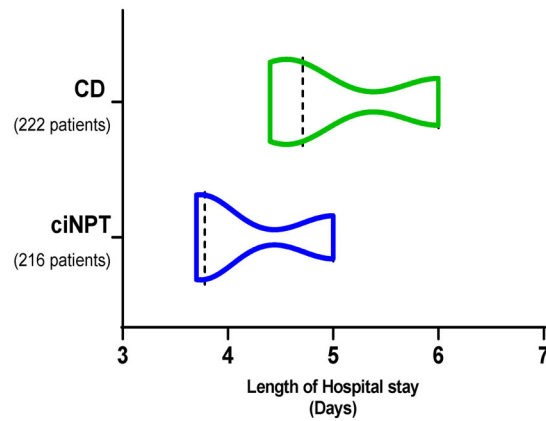 CD
(222 patients)
ciNPT
(216 patients)
3 4 5 6 7
Length of Hospital stay
(Days)